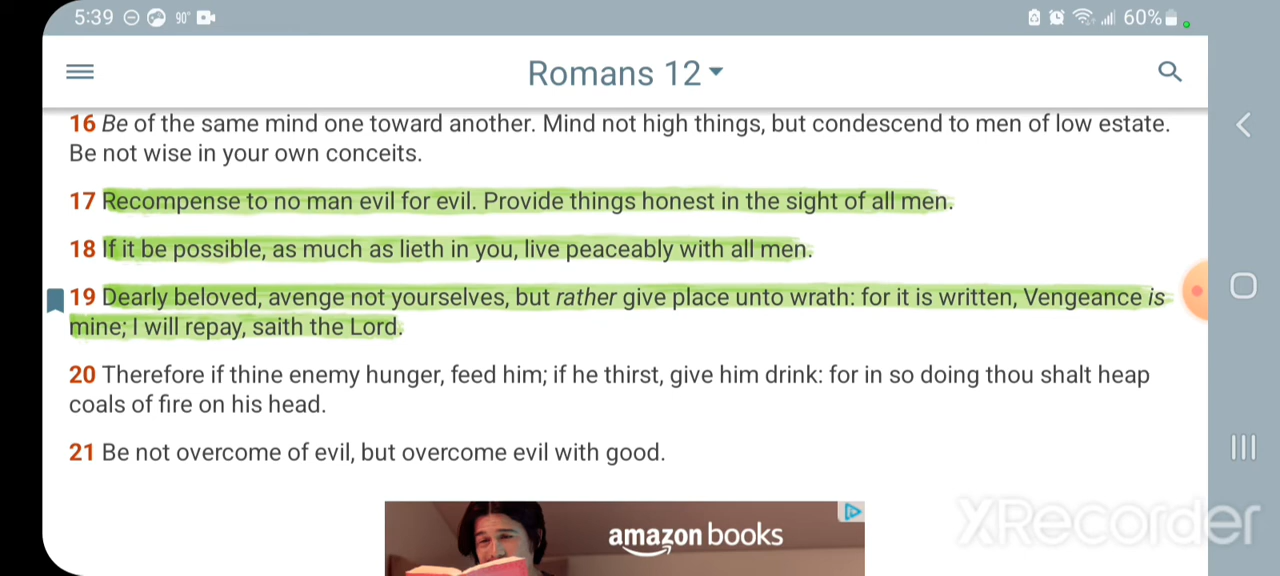 5:39 90° 60%
Romans 12
16 Be of the same mind one toward another. Mind not high things, but condescend to men of low estate.
Be not wise in your own conceits.
17 Recompense to no man evil for evil. Provide things honest in the sight of all men.
18 If it be possible, as much as lieth in you, live peaceably with all men.
19 Dearly beloved, avenge not yourselves, but rather give place unto wrath: for it is written, Vengeance is
mine; I will repay, saith the Lord.
20 Therefore if thine enemy hunger, feed him; if he thirst, give him drink: for in so doing thou shalt heap
coals of fire on his head.
21 Be not overcome of evil, but overcome evil with good.
amazon books
XRecorder